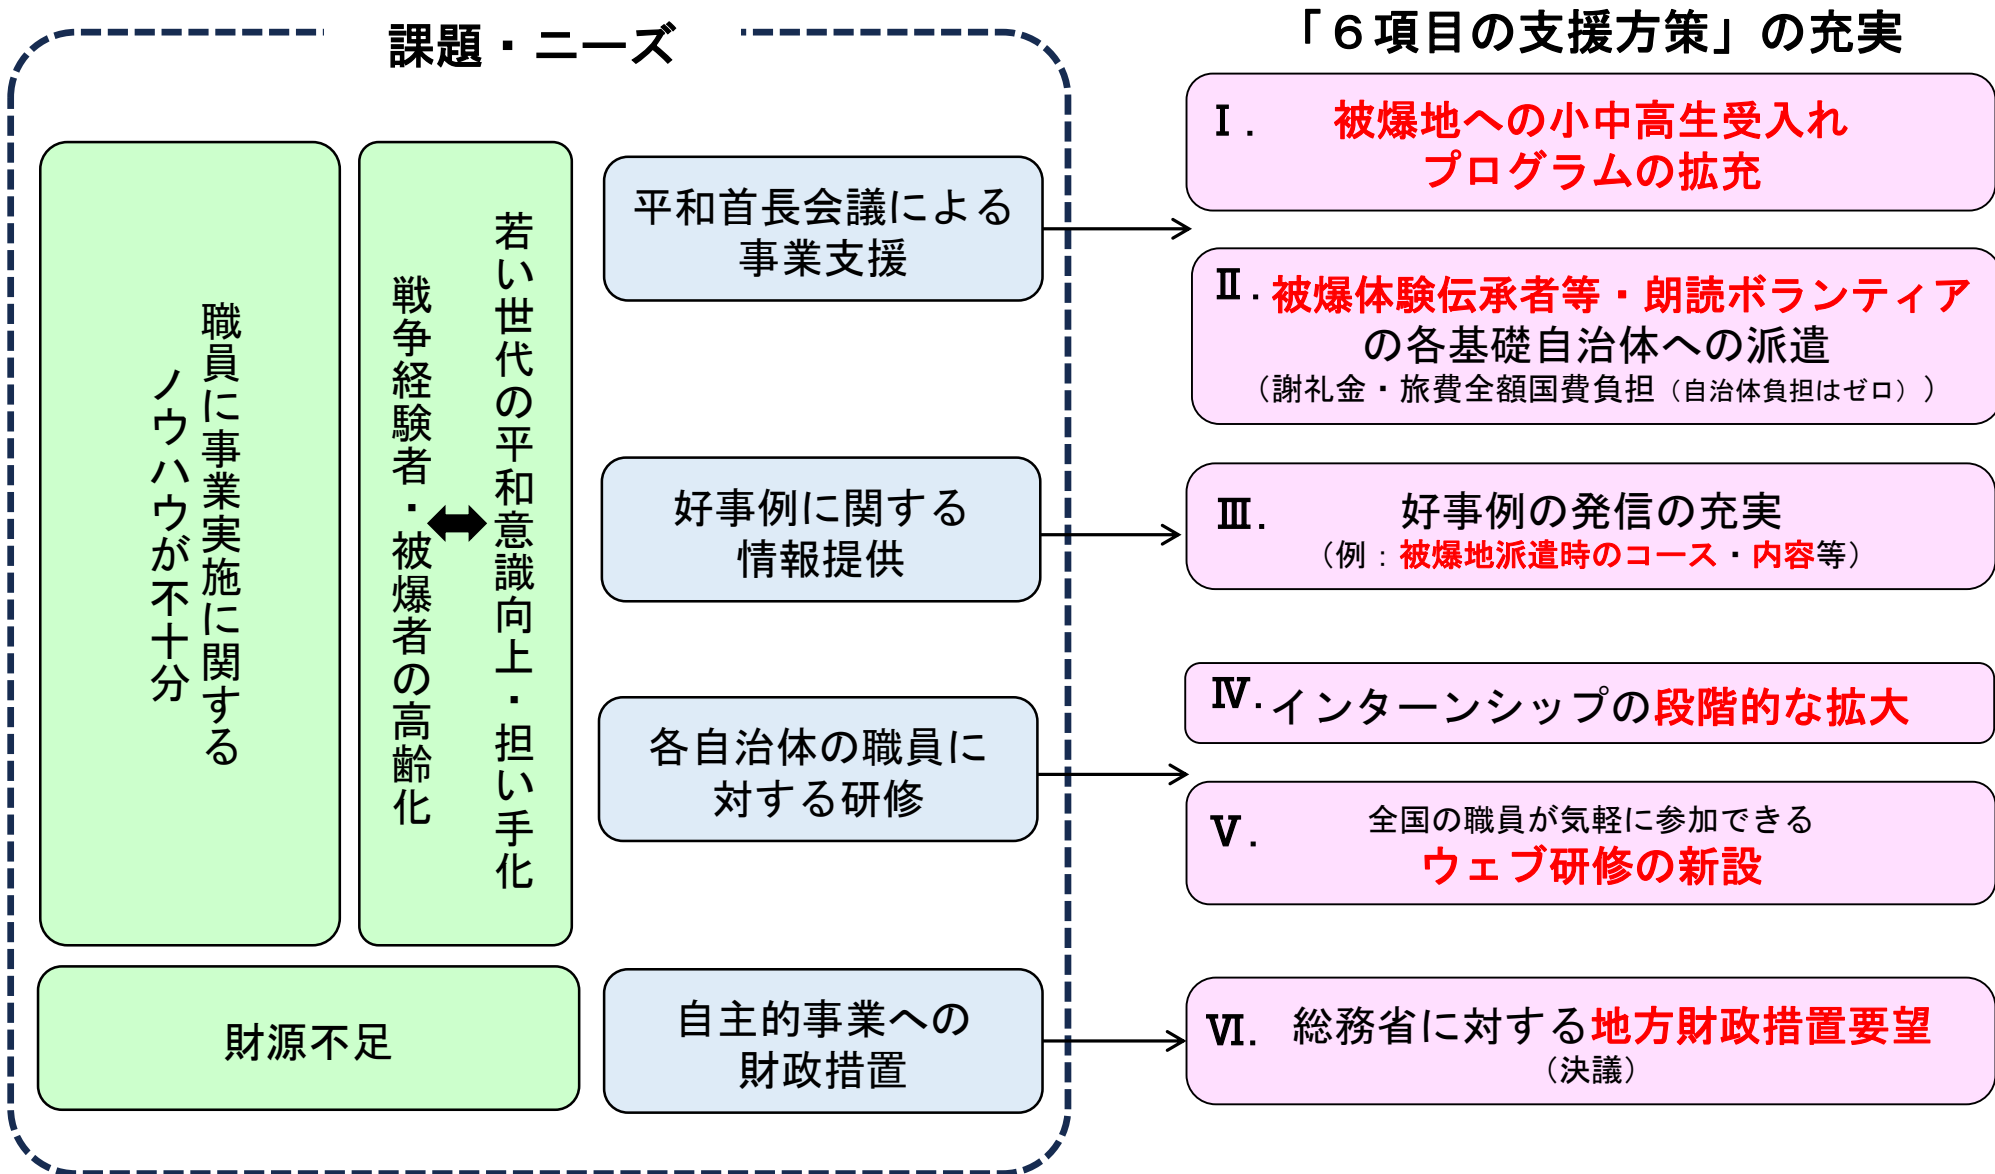 課題・ニーズ
職員に事業実施に関する
ノウハウが不十分
若い世代の平和意識向上・担い手化
戦争経験者・被爆者の高齢化
財源不足
平和首長会議による
事業支援
好事例に関する
情報提供
各自治体の職員に
対する研修
自主的事業への
財政措置
「６項目の支援方策」の充実
Ⅰ． 被爆地への小中高生受入れ
プログラムの拡充
Ⅱ．被爆体験伝承者等・朗読ボランティア
の各基礎自治体への派遣
（謝礼金・旅費全額国費負担（自治体負担はゼロ））
Ⅲ． 好事例の発信の充実
（例：被爆地派遣時のコース・内容等）
Ⅳ．インターンシップの段階的な拡大
Ⅴ． 全国の職員が気軽に参加できる
ウェブ研修の新設
Ⅵ． 総務省に対する地方財政措置要望
（決議）